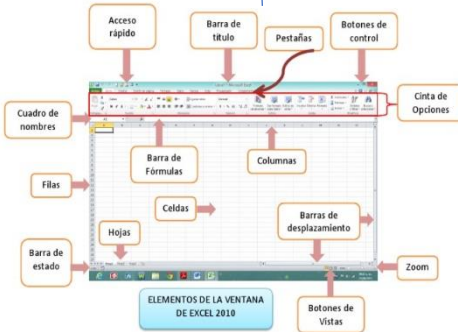 Acceso
rápido
Barra de
título
Pestañas
Botones de
control
Cinta de
Opciones
Cuadro de
nombres
Barra de
Fórmulas
Columnas
Filas
Celdas
Barras de
desplazamiento
Hojas
Barra de
estado
Zoom
Botones de
Vistas
ELEMENTOS DE LA VENTANA
DE EXCEL 2010